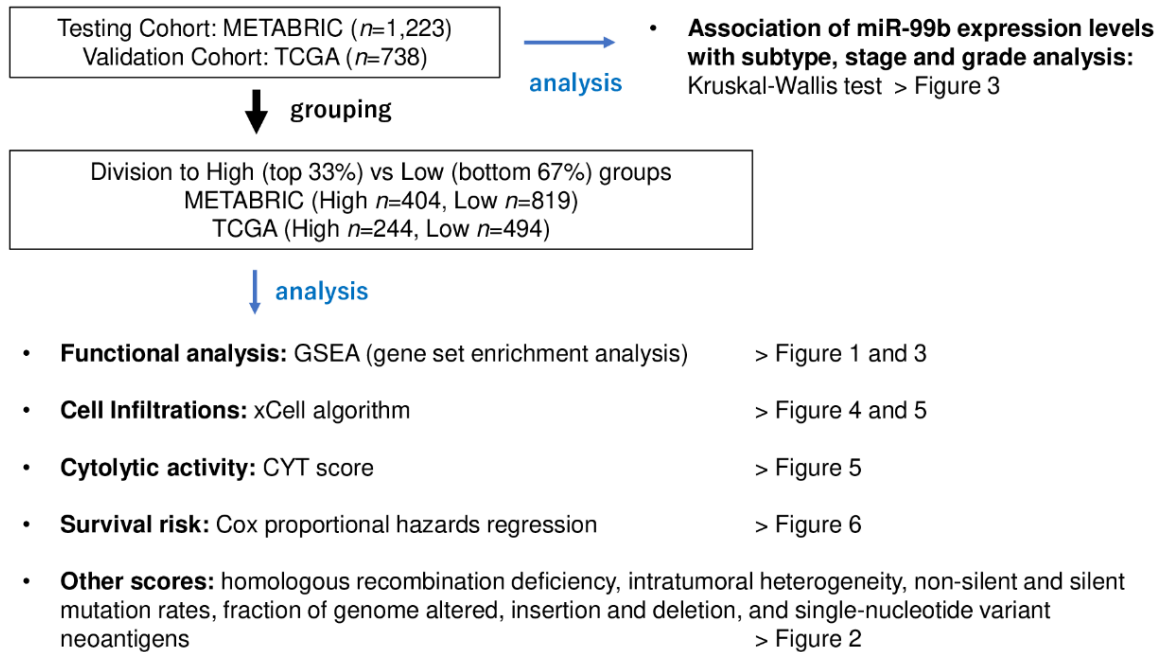 Testing Cohort: METABRIC (n=1,223)
Validation Cohort: TCGA (n=738)
analysis
• Association of miR-99b expression levels
with subtype, stage and grade analysis:
Kruskal-Wallis test > Figure 3
grouping
Division to High (top 33%) vs Low (bottom 67%) groups
METABRIC (High n=404, Low n=819)
TCGA (High n=244, Low n=494)
analysis
• Functional analysis: GSEA (gene set enrichment analysis) > Figure 1 and 3
• Cell Infiltrations: xCell algorithm > Figure 4 and 5
• Cytolytic activity: CYT score > Figure 5
• Survival risk: Cox proportional hazards regression > Figure 6
• Other scores: homologous recombination deficiency, intratumoral heterogeneity, non-silent and silent
mutation rates, fraction of genome altered, insertion and deletion, and single-nucleotide variant
neoantigens > Figure 2